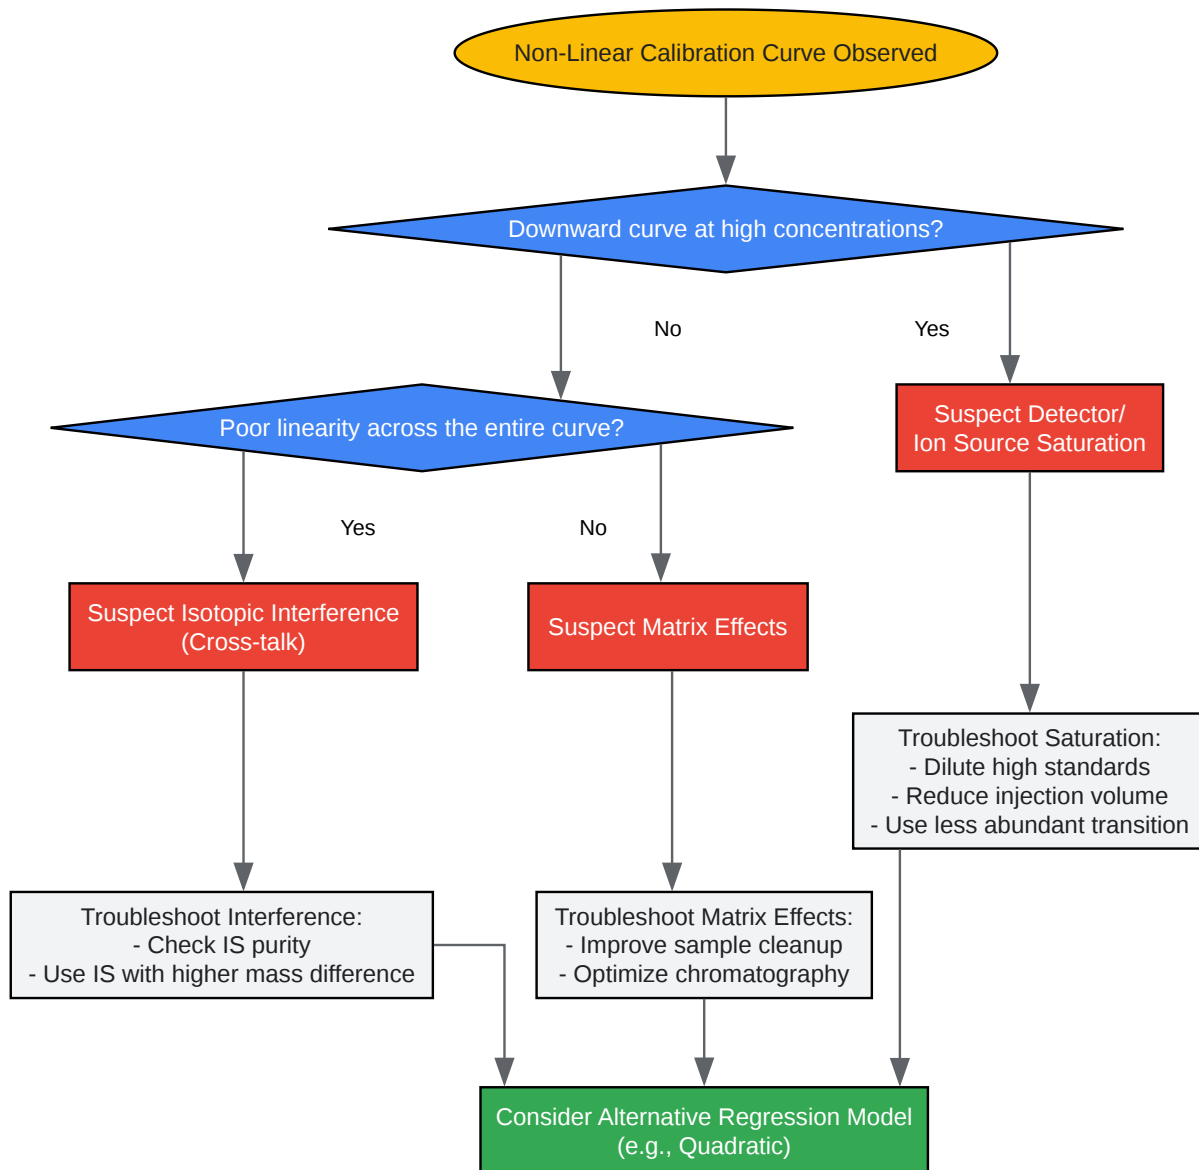 Non-Linear Calibration Curve Observed
Downward curve at high concentrations?
No
Yes
Poor linearity across the entire curve?
Suspect Detector/
Ion Source Saturation
Yes
No
Suspect Isotopic Interference
(Cross-talk)
Suspect Matrix Effects
Troubleshoot Saturation:
- Dilute high standards
- Reduce injection volume
- Use less abundant transition
Troubleshoot Interference:
- Check IS purity
- Use IS with higher mass difference
Troubleshoot Matrix Effects:
- Improve sample cleanup
- Optimize chromatography
Consider Alternative Regression Model
(e.g., Quadratic)